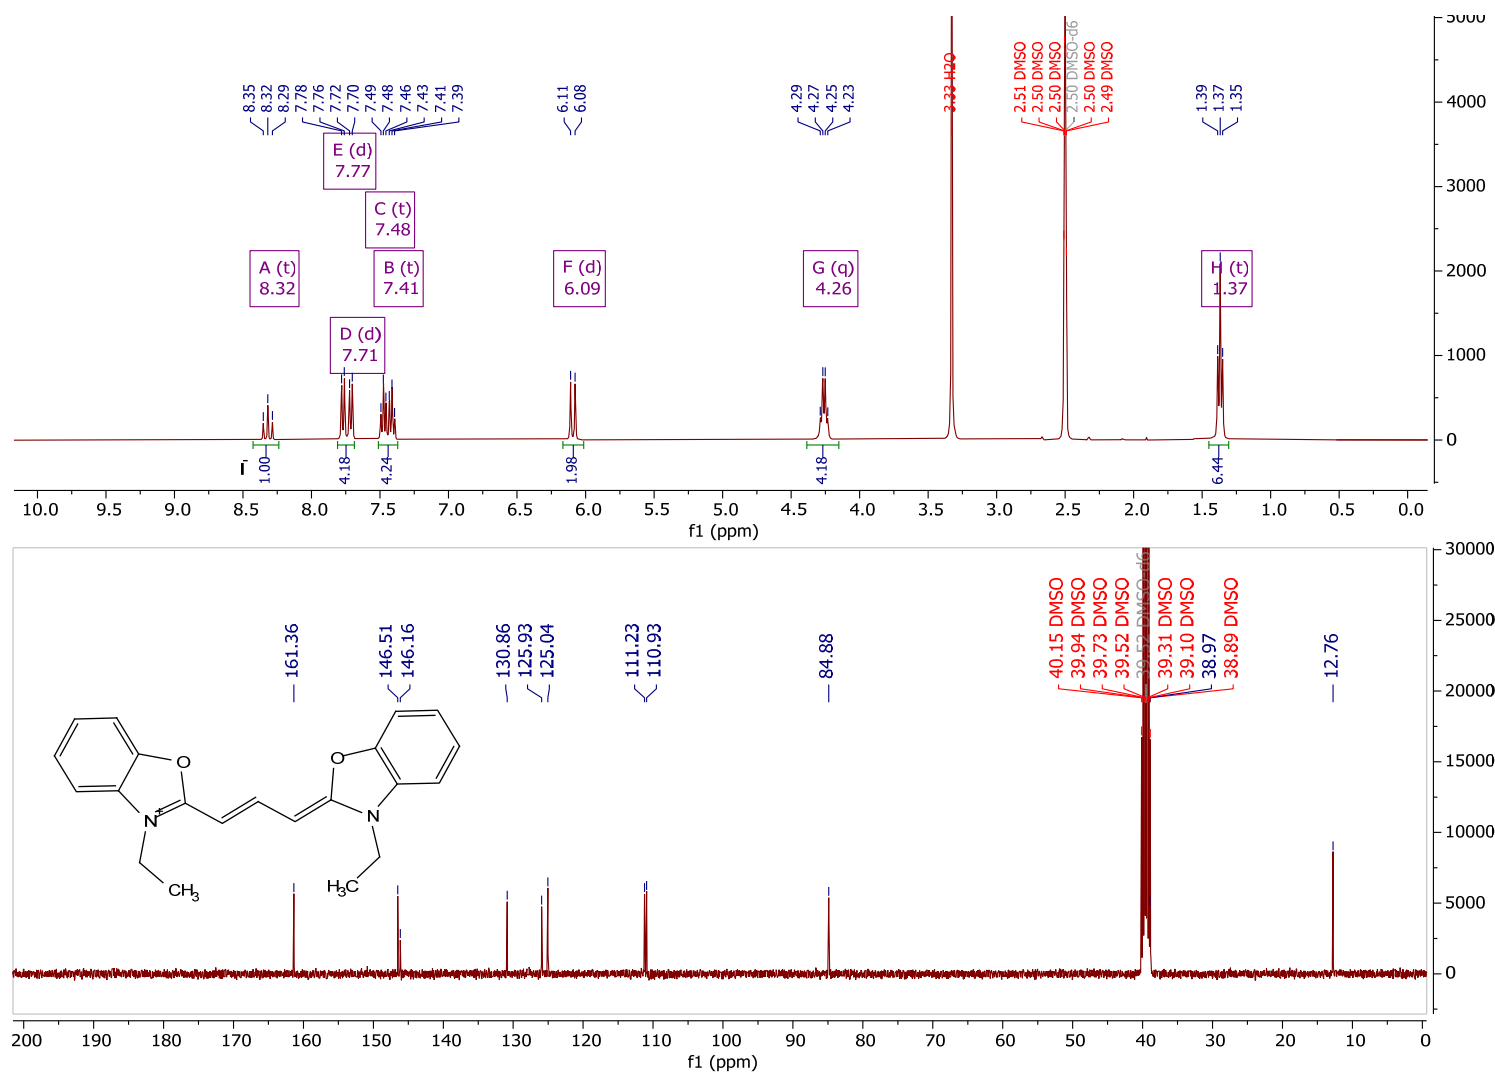 8.35
8.32
8.29
7.78
7.76
7.72
7.70
7.49
7.48
7.46
7.43
7.41
7.39
6.11
6.08
4.29
4.27
4.25
4.23
3.33 H2O
2.51 DMSO
2.50 DMSO
2.50 DMSO
2.50 DMSO-d6
2.50 DMSO
2.49 DMSO
1.39
1.37
1.35
5000
4000
3000
2000
1000
0
E (d)
7.77
C (t)
7.48
A (t)
8.32
B (t)
7.41
F (d)
6.09
G (q)
4.26
H (t)
1.37
D (d)
7.71
I-
1.00
4.18
4.24
1.98
4.18
6.44
10.0 9.5 9.0 8.5 8.0 7.5 7.0 6.5 6.0 5.5 5.0 4.5 4.0 3.5 3.0 2.5 2.0 1.5 1.0 0.5 0.0
f1 (ppm)
161.36
146.51
146.16
130.86
125.93
125.04
111.23
110.93
84.88
40.15 DMSO
39.94 DMSO
39.73 DMSO
39.52 DMSO
39.52 DMSO-d6
39.31 DMSO
39.10 DMSO
38.97
38.89 DMSO
12.76
30000
25000
20000
15000
10000
5000
0
O
O
N+
N
CH3
H3C
200 190 180 170 160 150 140 130 120 110 100 90 80 70 60 50 40 30 20 10 0
f1 (ppm)